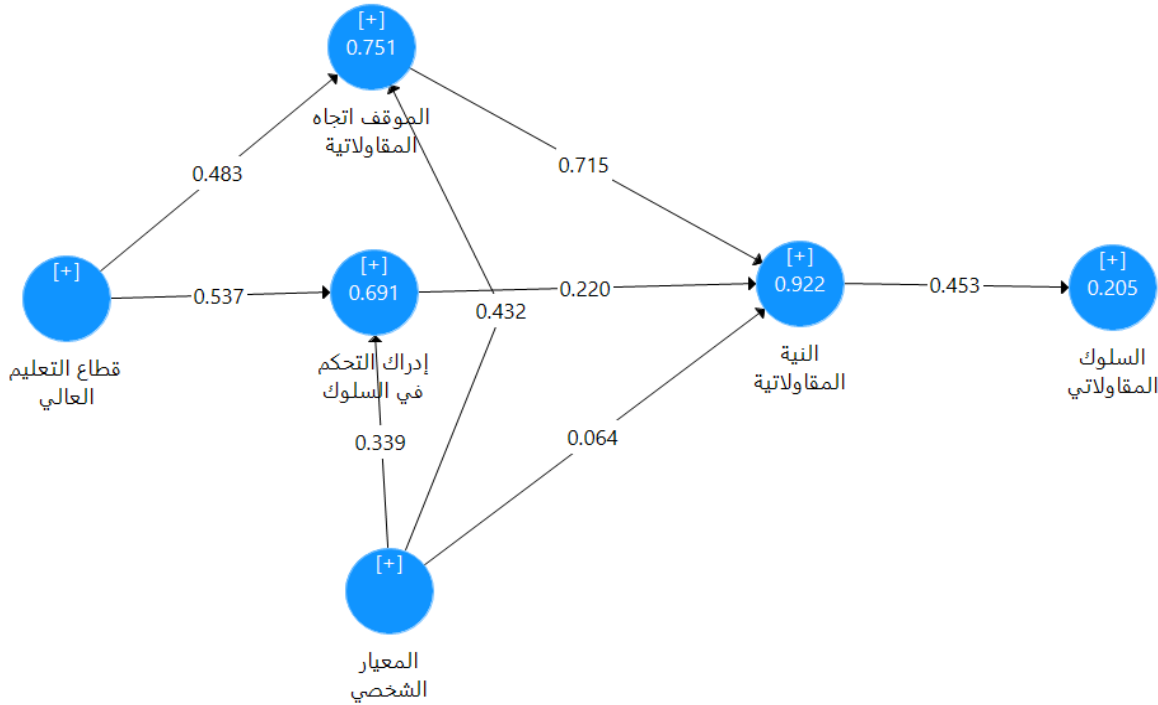 [+]
0.751
الموقف اتجاه
المقاولاتية
0.483
0.715
[+]
قطاع التعليم
العالي
0.537
[+]
0.691
إدراك التحكم
في السلوك
0.220
0.432
[+]
0.922
النية
المقاولاتية
0.453
[+]
0.205
السلوك
المقاولاتي
0.339
0.064
[+]
المعيار
الشخصي